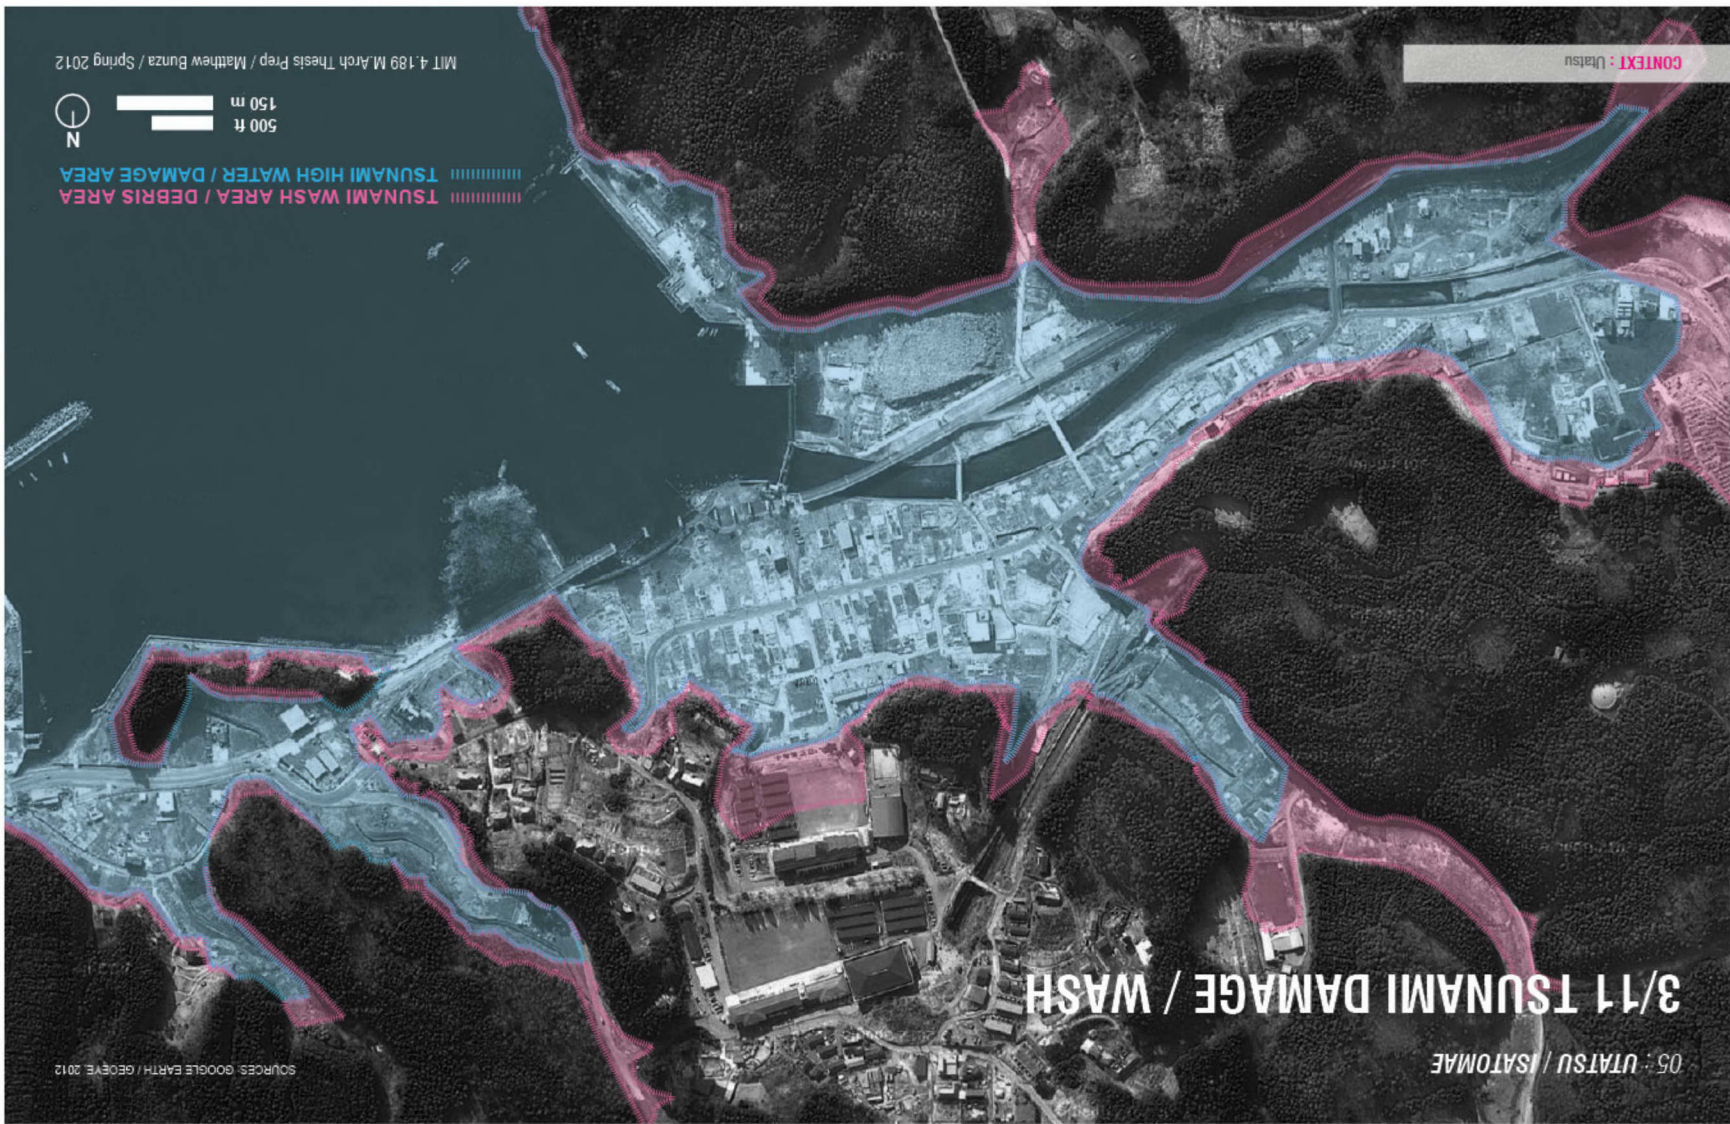 05 : UTATSU / ISATOMAE
3/11 TSUNAMI DAMAGE / WASH
SOURCES: GOOGLE EARTH / GEOEYE, 2012
TSUNAMI WASH AREA / DEBRIS AREA
TSUNAMI HIGH WATER / DAMAGE AREA
N
500 ft
150 m
MIT 4.189 M.Arch Thesis Prep / Matthew Bunza / Spring 2012
CONTEXT : Utatsu